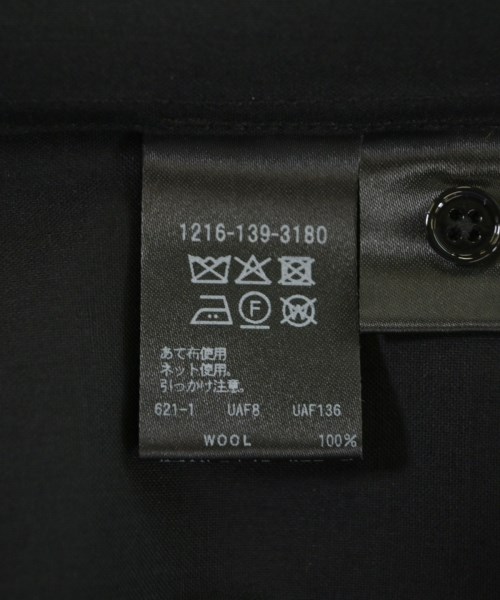 1216-139-3180
F
W
あて布使用
ネット使用。
引っかけ注意。
621-1 UAF8 UAF136
WOOL 100%